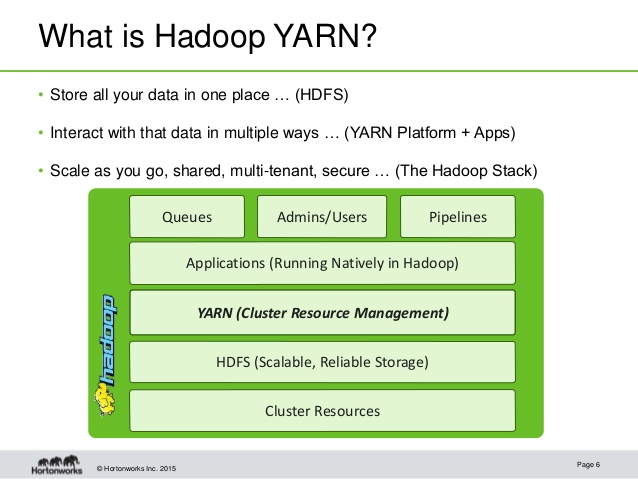 What is Hadoop YARN?
• Store all your data in one place … (HDFS)
• Interact with that data in multiple ways … (YARN Platform + Apps)
• Scale as you go, shared, multi-tenant, secure … (The Hadoop Stack)
Queues
Admins/Users
Pipelines
Applications (Running Natively in Hadoop)
YARN (Cluster Resource Management)
HDFS (Scalable, Reliable Storage)
Cluster Resources
hadoop
Hortonworks
© Hortonworks Inc. 2015
Page 6